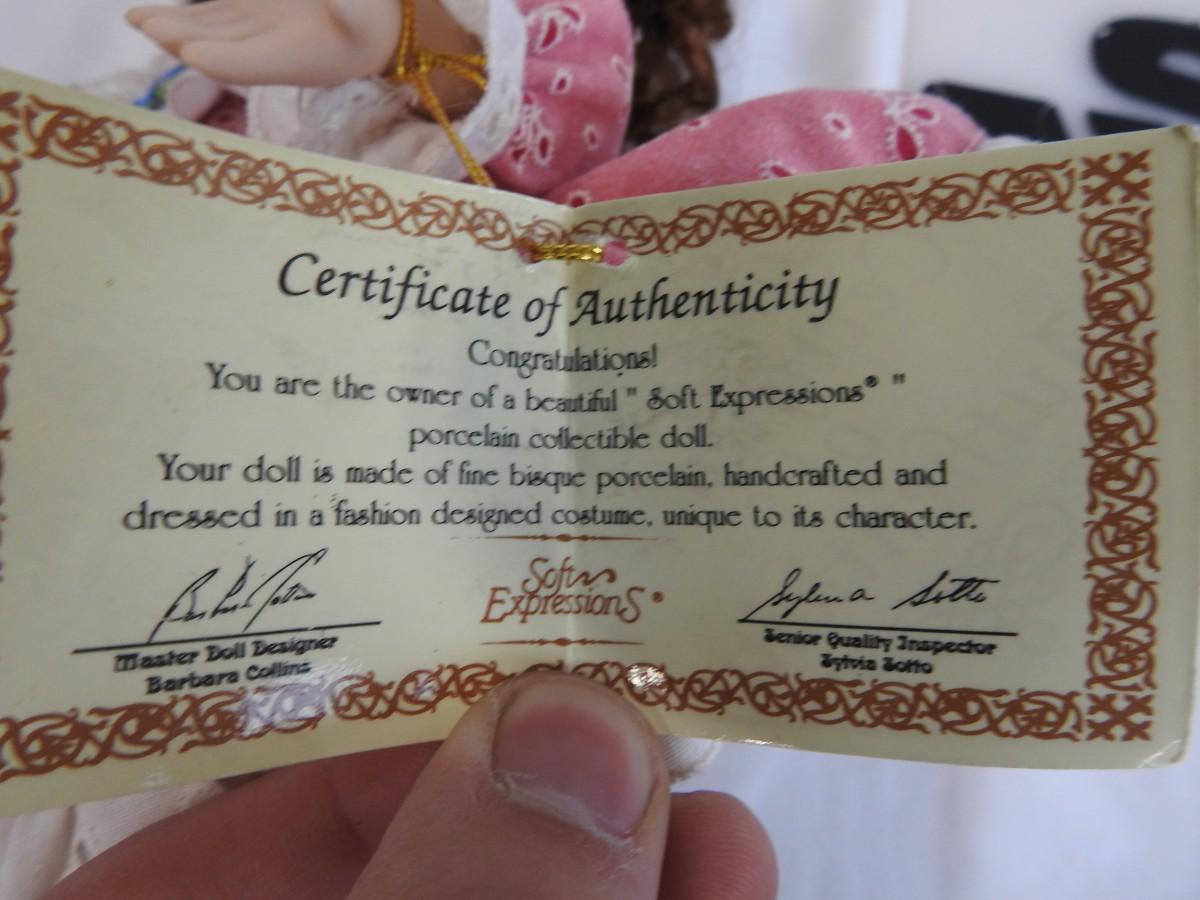 Certificate of Authenticity
Congratulations!
You are the owner of a beautiful " Soft Expressions® "
porcelain collectible doll.
Your doll is made of fine bisque porcelain, handcrafted and
dressed in a fashion designed costume, unique to its character.
Soft
Expressions®
Master Doll Designer
Barbara Collins
Sylvia Sotto
Senior Quality Inspector
Sylvia Sotto